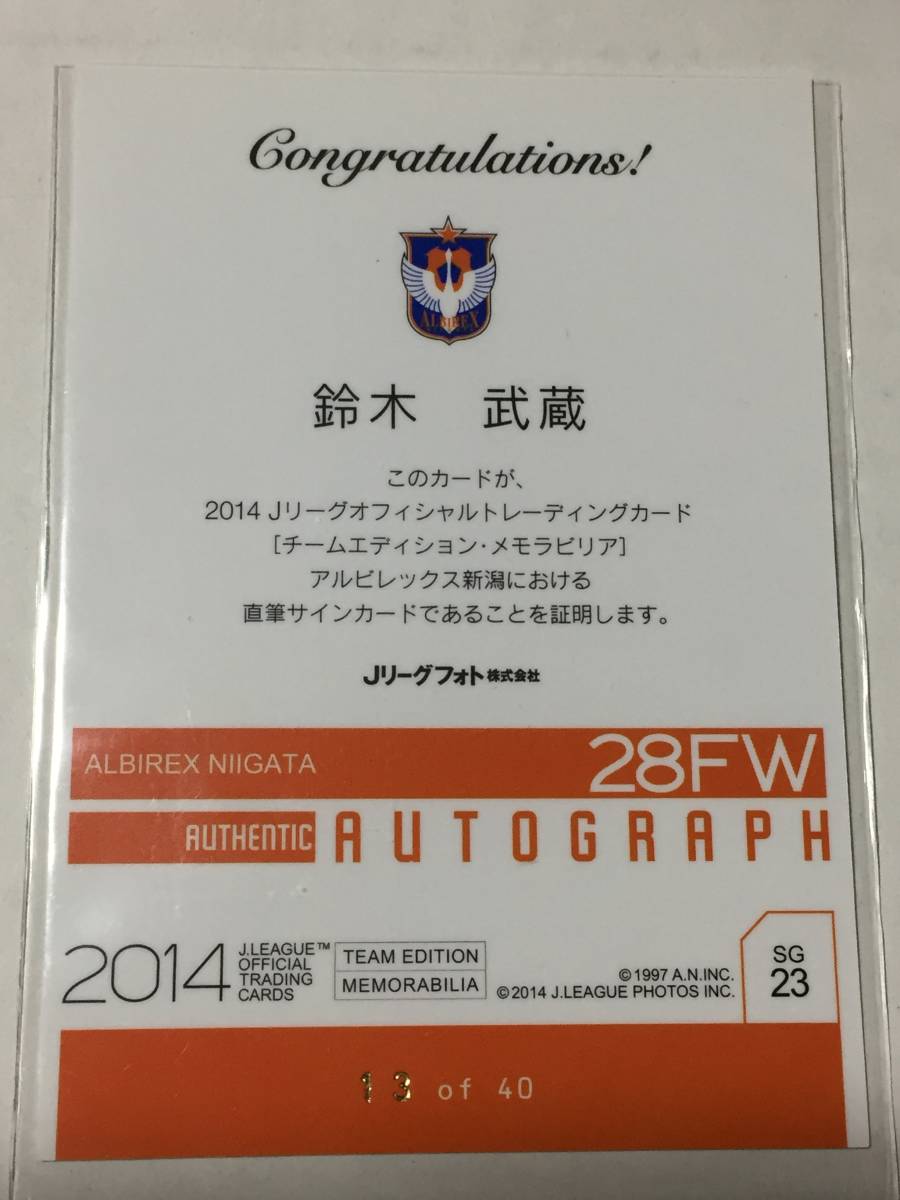 Congratulations!
ALBIREX
鈴木 武蔵
このカードが、
2014 Jリーグオフィシャルトレーディングカード
[チームエディション・メモラビリア]
アルビレックス新潟における
直筆サインカードであることを証明します。
Jリーグフォト株式会社
ALBIREX NIIGATA
28FW
AUTHENTIC AUTOGRAPH
2014
J.LEAGUE™
OFFICIAL
TRADING
CARDS
TEAM EDITION
MEMORABILIA
©1997 A.N.INC.
©2014 J.LEAGUE PHOTOS INC.
SG
23
13 of 40